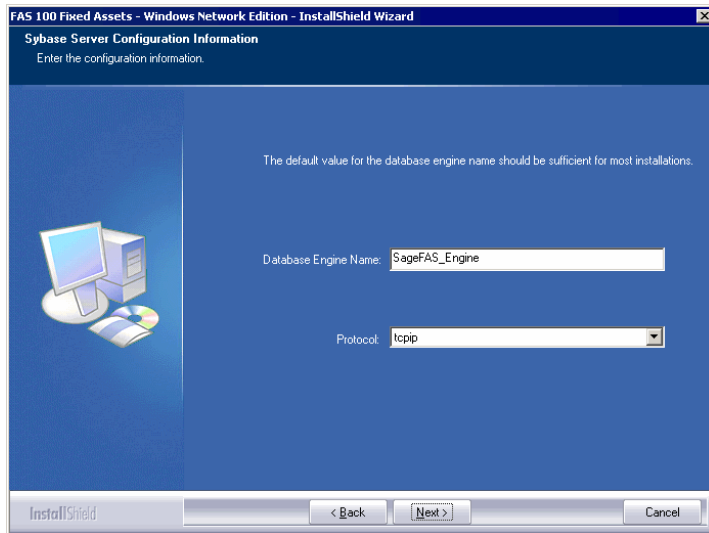 FAS 100 Fixed Assets - Windows Network Edition - InstallShield Wizard
Sybase Server Configuration Information
Enter the configuration information.
The default value for the database engine name should be sufficient for most installations.
Database Engine Name: SageFAS_Engine
Protocol: tcpip
InstallShield
< Back Next > Cancel